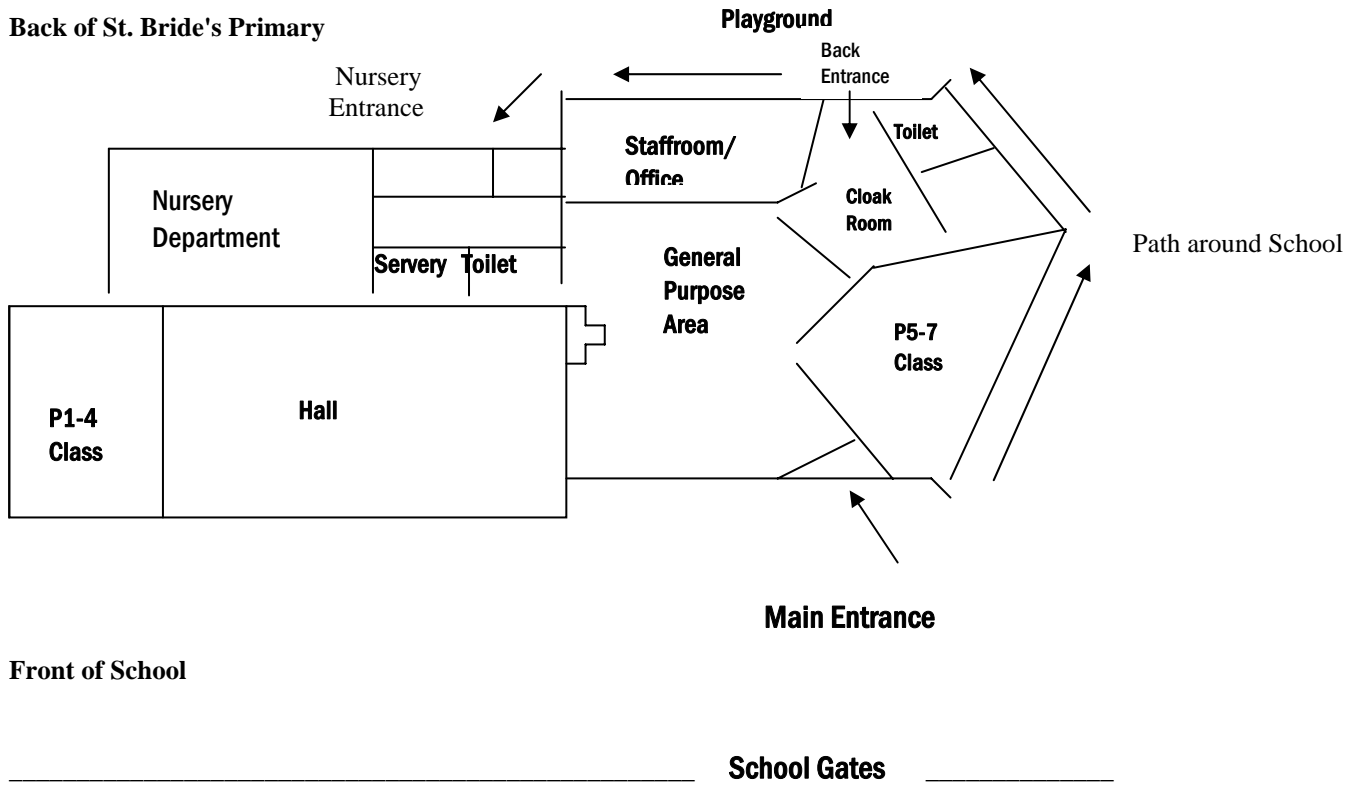 Back of St. Bride's Primary
Playground
Back
Entrance
Nursery
Entrance
Toilet
Staffroom/
Office
Nursery
Department
Cloak
Room
Path around School
Servery Toilet
General
Purpose
Area
P5-7
Class
P1-4
Class
Hall
Main Entrance
Front of School
School Gates